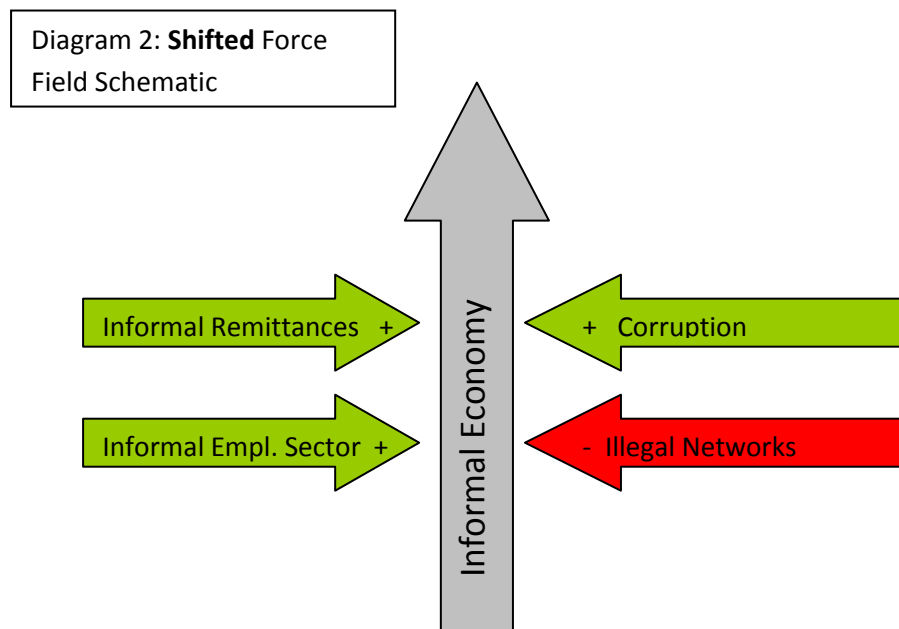 Diagram 2: Shifted Force
Field Schematic
Informal Remittances +
+ Corruption
Informal Empl. Sector +
- Illegal Networks
Informal Economy